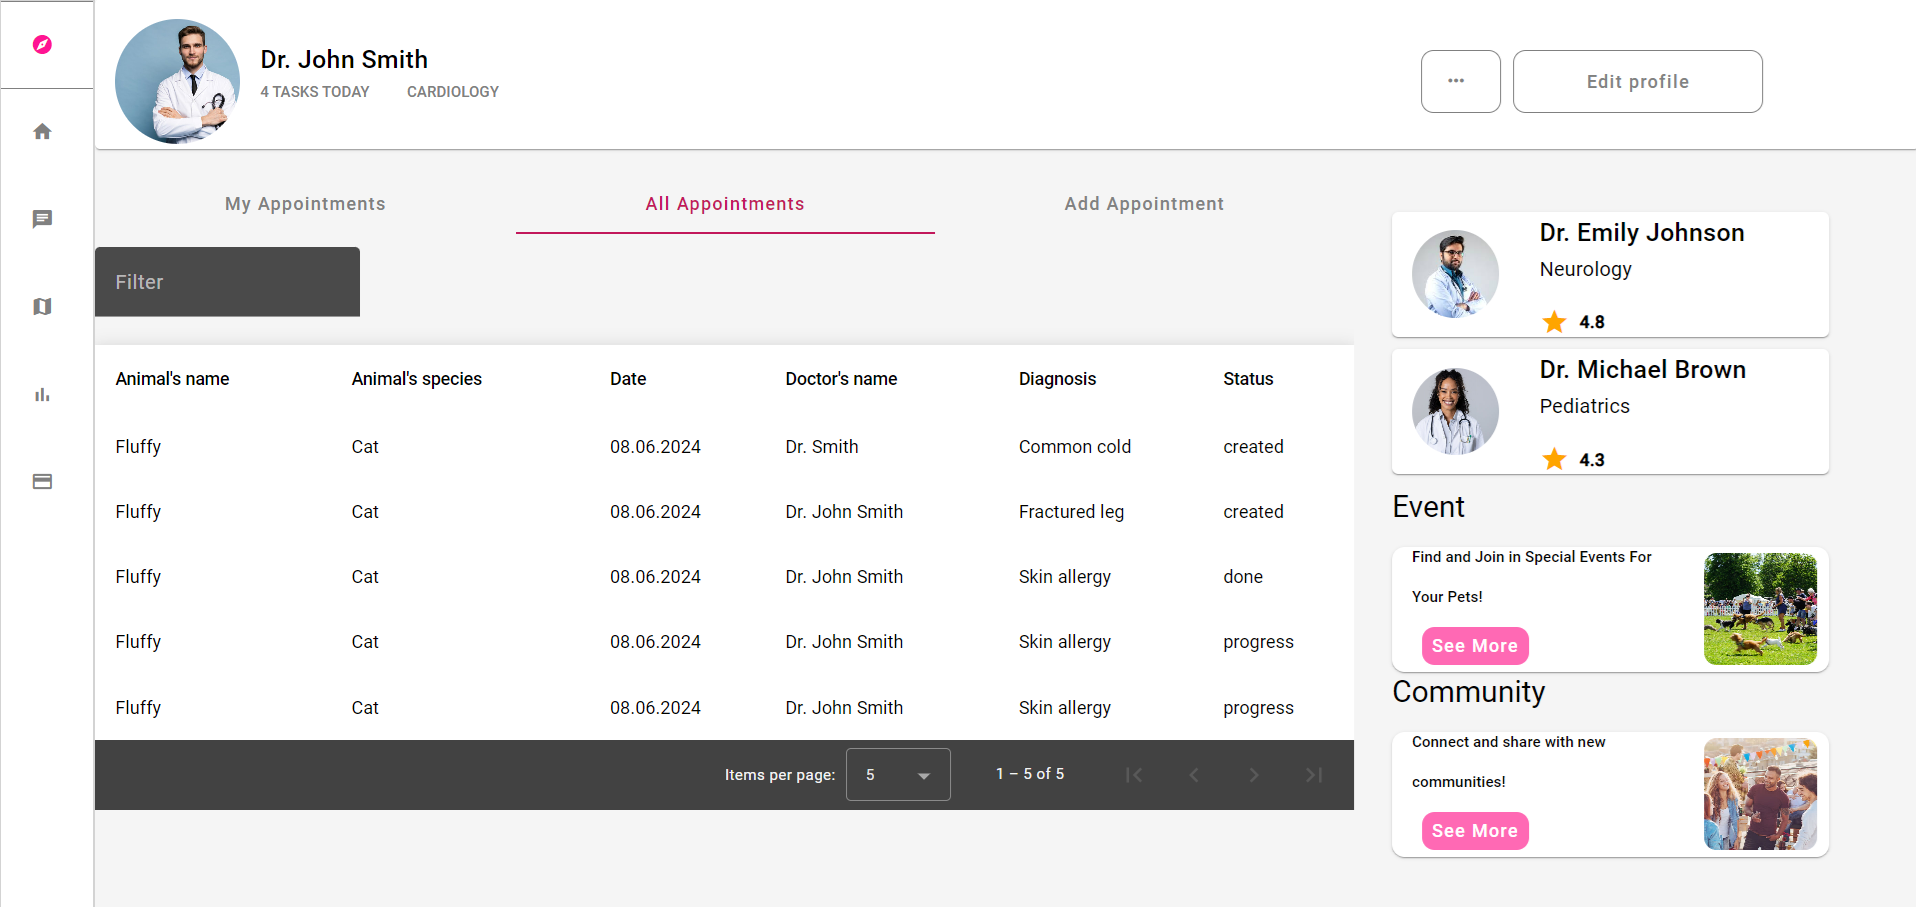 Dr. John Smith
4 TASKS TODAY CARDIOLOGY
... Edit profile
My Appointments All Appointments Add Appointment
Filter
Animal's name Animal's species Date Doctor's name Diagnosis Status
Fluffy Cat 08.06.2024 Dr. Smith Common cold created
Fluffy Cat 08.06.2024 Dr. John Smith Fractured leg created
Fluffy Cat 08.06.2024 Dr. John Smith Skin allergy done
Fluffy Cat 08.06.2024 Dr. John Smith Skin allergy progress
Fluffy Cat 08.06.2024 Dr. John Smith Skin allergy progress
Items per page: 5 1 – 5 of 5
Dr. Emily Johnson
Neurology
4.8
Dr. Michael Brown
Pediatrics
4.3
Event
Find and Join in Special Events For
Your Pets!
See More
Community
Connect and share with new
communities!
See More